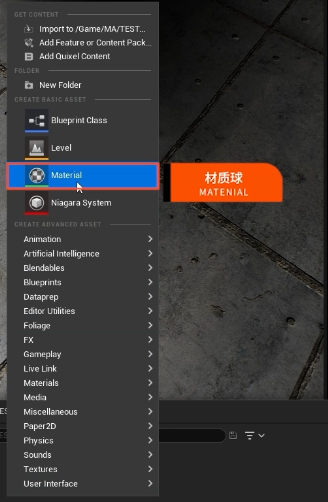 GET CONTENT
Import to /Game/MA/TEST...
Add Feature or Content Pack...
Add Quixel Content
FOLDER
New Folder
CREATE BASIC ASSET
Blueprint Class
Level
Material
材质球
MATENIAL
Niagara System
CREATE ADVANCED ASSET
Animation
Artificial Intelligence
Blendables
Blueprints
Dataprep
Editor Utilities
Foliage
FX
Gameplay
Live Link
Materials
Media
Miscellaneous
Paper2D
Physics
Sounds
Textures
User Interface